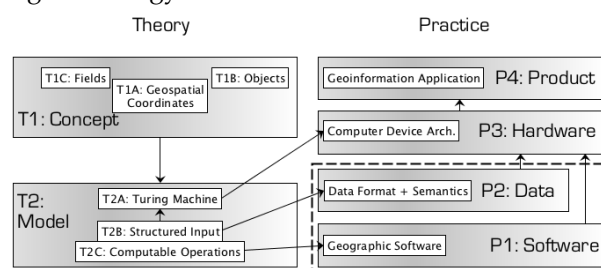 Theory
Practice
T1C: Fields
T1B: Objects
T1A: Geospatial
Coordinates
T1: Concept
T2:
Model
T2A: Turing Machine
T2B: Structured Input
T2C: Computable Operations
Geoinformation Application
P4: Product
Computer Device Arch.
P3: Hardware
Data Format + Semantics
P2: Data
Geographic Software
P1: Software